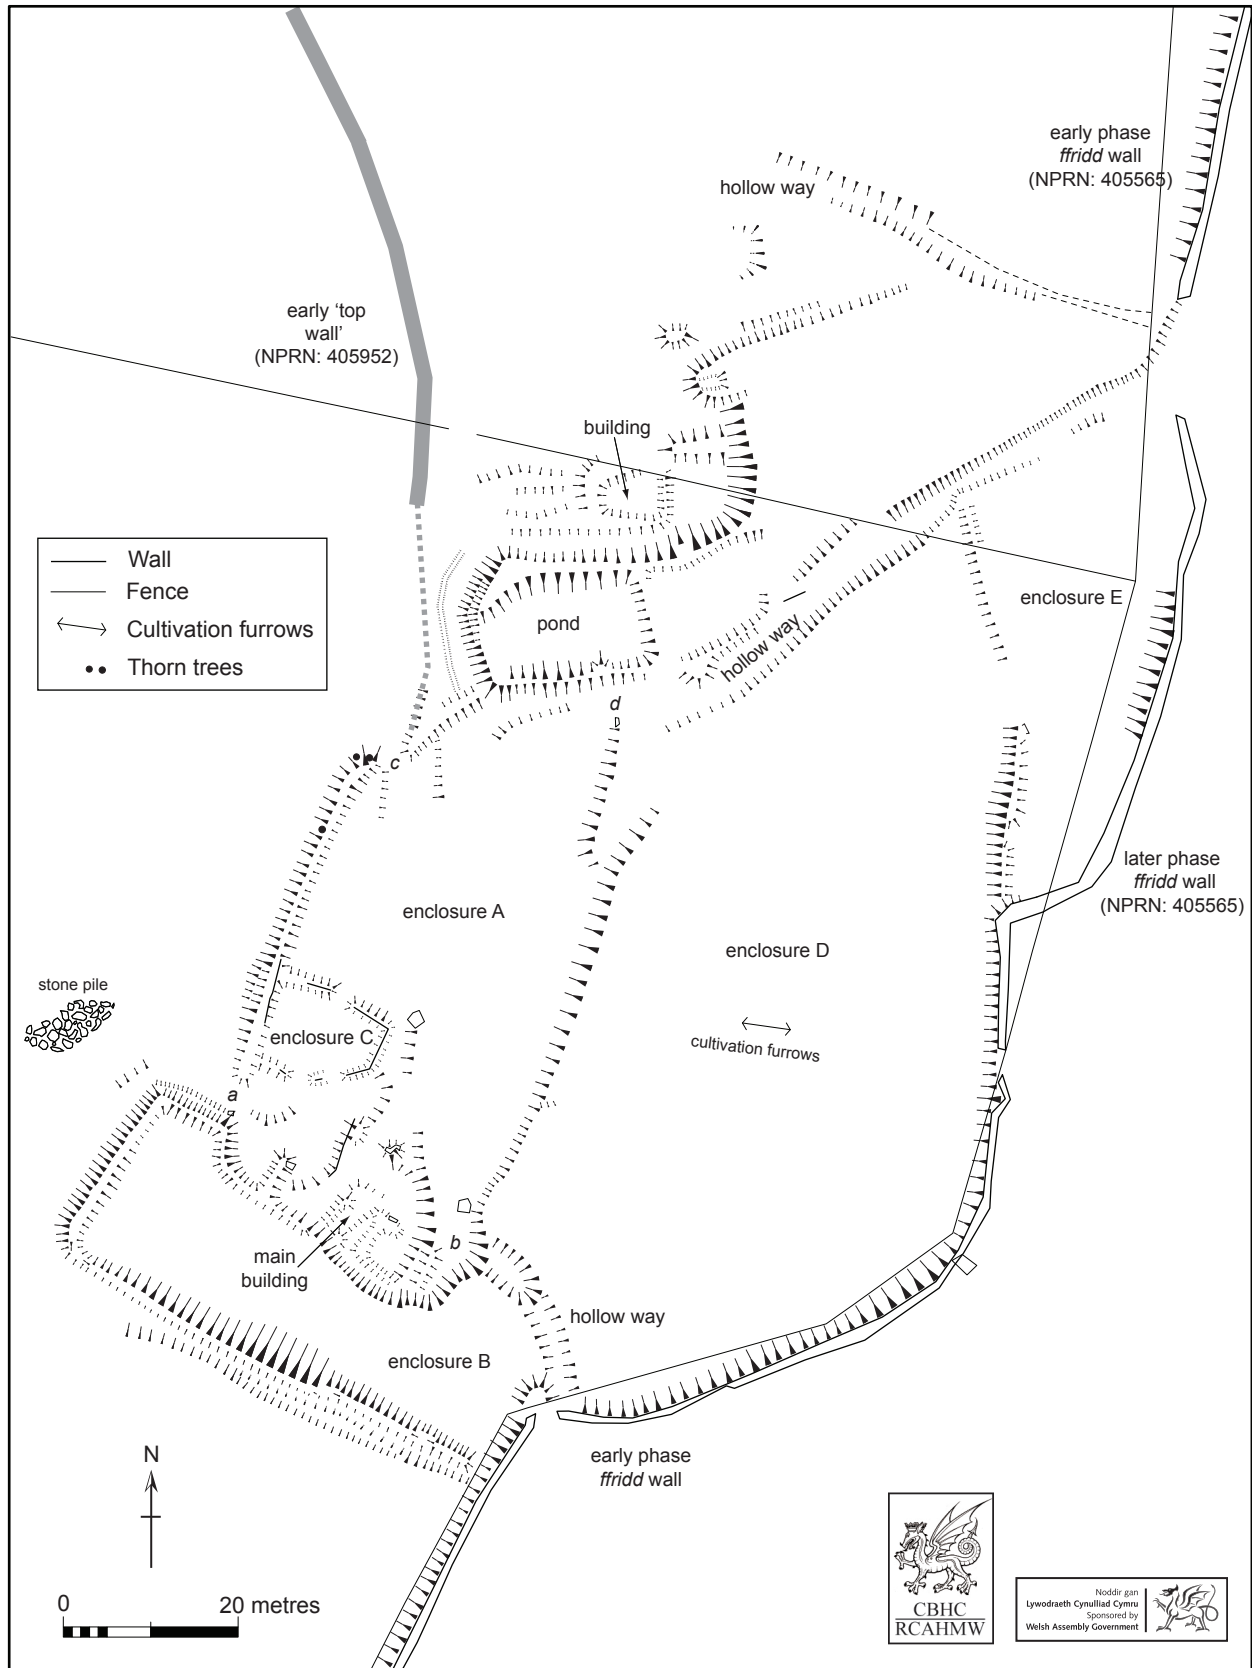 early phase
ffridd wall
(NPRN: 405565)
hollow way
early ‘top
wall’
(NPRN: 405952)
building
Wall
Fence
Cultivation furrows
Thorn trees
enclosure E
pond
hollow way
d
c
later phase
ffridd wall
(NPRN: 405565)
enclosure A
enclosure D
stone pile
enclosure C
cultivation furrows
a
main
building
b
hollow way
enclosure B
early phase
ffridd wall
N
0 20 metres
CBHC
RCAHMW
Noddir gan
Lywodraeth Cynulliad Cymru
Sponsored by
Welsh Assembly Government